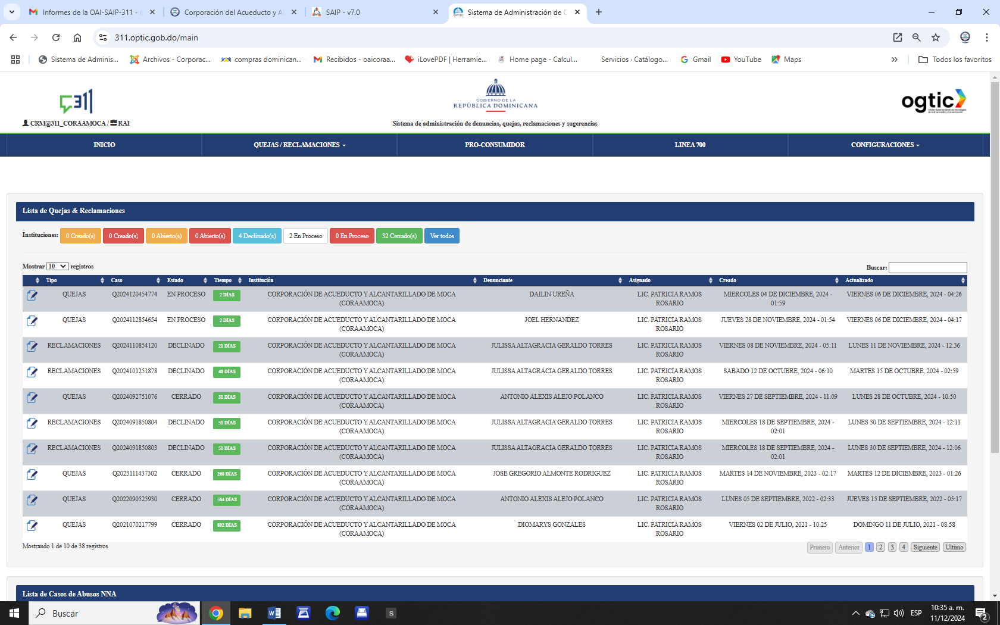 Informes de la OAI-SAIP-311 - c
Corporación del Acueducto y Al
SAIP - v7.0
Sistema de Administración de C
311.optic.gob.do/main
Sistema de Adminis...
Archivos - Corporac...
compras dominican...
Recibidos - oaicoraa...
iLovePDF | Herramie...
Home page - Calcul...
Servicios · Catálogo...
Gmail
YouTube
Maps
Todos los favoritos
311
GOBIERNO DE LA
REPÚBLICA DOMINICANA
ogtic
CRM@311_CORAAMOCA / RAI
Sistema de administración de denuncias, quejas, reclamaciones y sugerencias
INICIO QUEJAS / RECLAMACIONES PRO-CONSUMIDOR LINEA 700 CONFIGURACIONES
Lista de Quejas & Reclamaciones
Instituciones: 0 Creado(s) 0 Creado(s) 0 Abierto(s) 0 Abierto(s) 4 Declinado(s) 2 En Proceso 0 En Proceso 32 Cerrado(s) Ver todos
Mostrar 10 registros
Buscar:
Tipo Caso Estado Tiempo Institución Denunciante Asignado Creado Actualizado
QUEJAS Q2024120454774 EN PROCESO 2 DÍAS CORPORACIÓN DE ACUEDUCTO Y ALCANTARILLADO DE MOCA DAILIN UREÑA LIC. PATRICIA RAMOS MIERCOLES 04 DE DICIEMBRE, 2024 - VIERNES 06 DE DICIEMBRE, 2024 - 04:26
(CORAAMOCA) ROSARIO 01:59
QUEJAS Q2024112854654 EN PROCESO 2 DÍAS CORPORACIÓN DE ACUEDUCTO Y ALCANTARILLADO DE MOCA JOEL HERNANDEZ LIC. PATRICIA RAMOS JUEVES 28 DE NOVIEMBRE, 2024 - 01:54 VIERNES 06 DE DICIEMBRE, 2024 - 04:17
(CORAAMOCA) ROSARIO
RECLAMACIONES Q2024110854120 DECLINADO 21 DÍAS CORPORACIÓN DE ACUEDUCTO Y ALCANTARILLADO DE MOCA JULISSA ALTAGRACIA GERALDO TORRES LIC. PATRICIA RAMOS VIERNES 08 DE NOVIEMBRE, 2024 - 05:11 LUNES 11 DE NOVIEMBRE, 2024 - 12:36
(CORAAMOCA) ROSARIO
RECLAMACIONES Q2024101251878 DECLINADO 40 DÍAS CORPORACIÓN DE ACUEDUCTO Y ALCANTARILLADO DE MOCA JULISSA ALTAGRACIA GERALDO TORRES LIC. PATRICIA RAMOS SABADO 12 DE OCTUBRE, 2024 - 06:10 MARTES 15 DE OCTUBRE, 2024 - 02:59
(CORAAMOCA) ROSARIO
QUEJAS Q2024092751076 CERRADO 31 DÍAS CORPORACIÓN DE ACUEDUCTO Y ALCANTARILLADO DE MOCA ANTONIO ALEXIS ALEJO POLANCO LIC. PATRICIA RAMOS VIERNES 27 DE SEPTIEMBRE, 2024 - 11:09 LUNES 28 DE OCTUBRE, 2024 - 10:50
(CORAAMOCA) ROSARIO
RECLAMACIONES Q2024091850804 DECLINADO 51 DÍAS CORPORACIÓN DE ACUEDUCTO Y ALCANTARILLADO DE MOCA JULISSA ALTAGRACIA GERALDO TORRES LIC. PATRICIA RAMOS MIERCOLES 18 DE SEPTIEMBRE, 2024 - LUNES 30 DE SEPTIEMBRE, 2024 - 12:11
(CORAAMOCA) ROSARIO 02:01
RECLAMACIONES Q2024091850803 DECLINADO 51 DÍAS CORPORACIÓN DE ACUEDUCTO Y ALCANTARILLADO DE MOCA JULISSA ALTAGRACIA GERALDO TORRES LIC. PATRICIA RAMOS MIERCOLES 18 DE SEPTIEMBRE, 2024 - LUNES 30 DE SEPTIEMBRE, 2024 - 12:06
(CORAAMOCA) ROSARIO 02:01
QUEJAS Q2023111437302 CERRADO 260 DÍAS CORPORACIÓN DE ACUEDUCTO Y ALCANTARILLADO DE MOCA JOSE GREGORIO ALMONTE RODRIGUEZ LIC. PATRICIA RAMOS MARTES 14 DE NOVIEMBRE, 2023 - 02:17 MARTES 12 DE DICIEMBRE, 2023 - 01:26
(CORAAMOCA) ROSARIO
QUEJAS Q2022090525930 CERRADO 584 DÍAS CORPORACIÓN DE ACUEDUCTO Y ALCANTARILLADO DE MOCA ANTONIO ALEXIS ALEJO POLANCO LIC. PATRICIA RAMOS LUNES 05 DE SEPTIEMBRE, 2022 - 02:33 JUEVES 15 DE SEPTIEMBRE, 2022 - 05:17
(CORAAMOCA) ROSARIO
QUEJAS Q2021070217799 CERRADO 892 DÍAS CORPORACIÓN DE ACUEDUCTO Y ALCANTARILLADO DE MOCA DIOMARYS GONZALES LIC. PATRICIA RAMOS VIERNES 02 DE JULIO, 2021 - 10:25 DOMINGO 11 DE JULIO, 2021 - 08:58
(CORAAMOCA) ROSARIO
Mostrando 1 de 10 de 38 registros
Primero Anterior 1 2 3 4 Siguiente Ultimo
Lista de Casos de Abusos NNA
Buscar
S
ESP
10:35 a. m.
11/12/2024
2